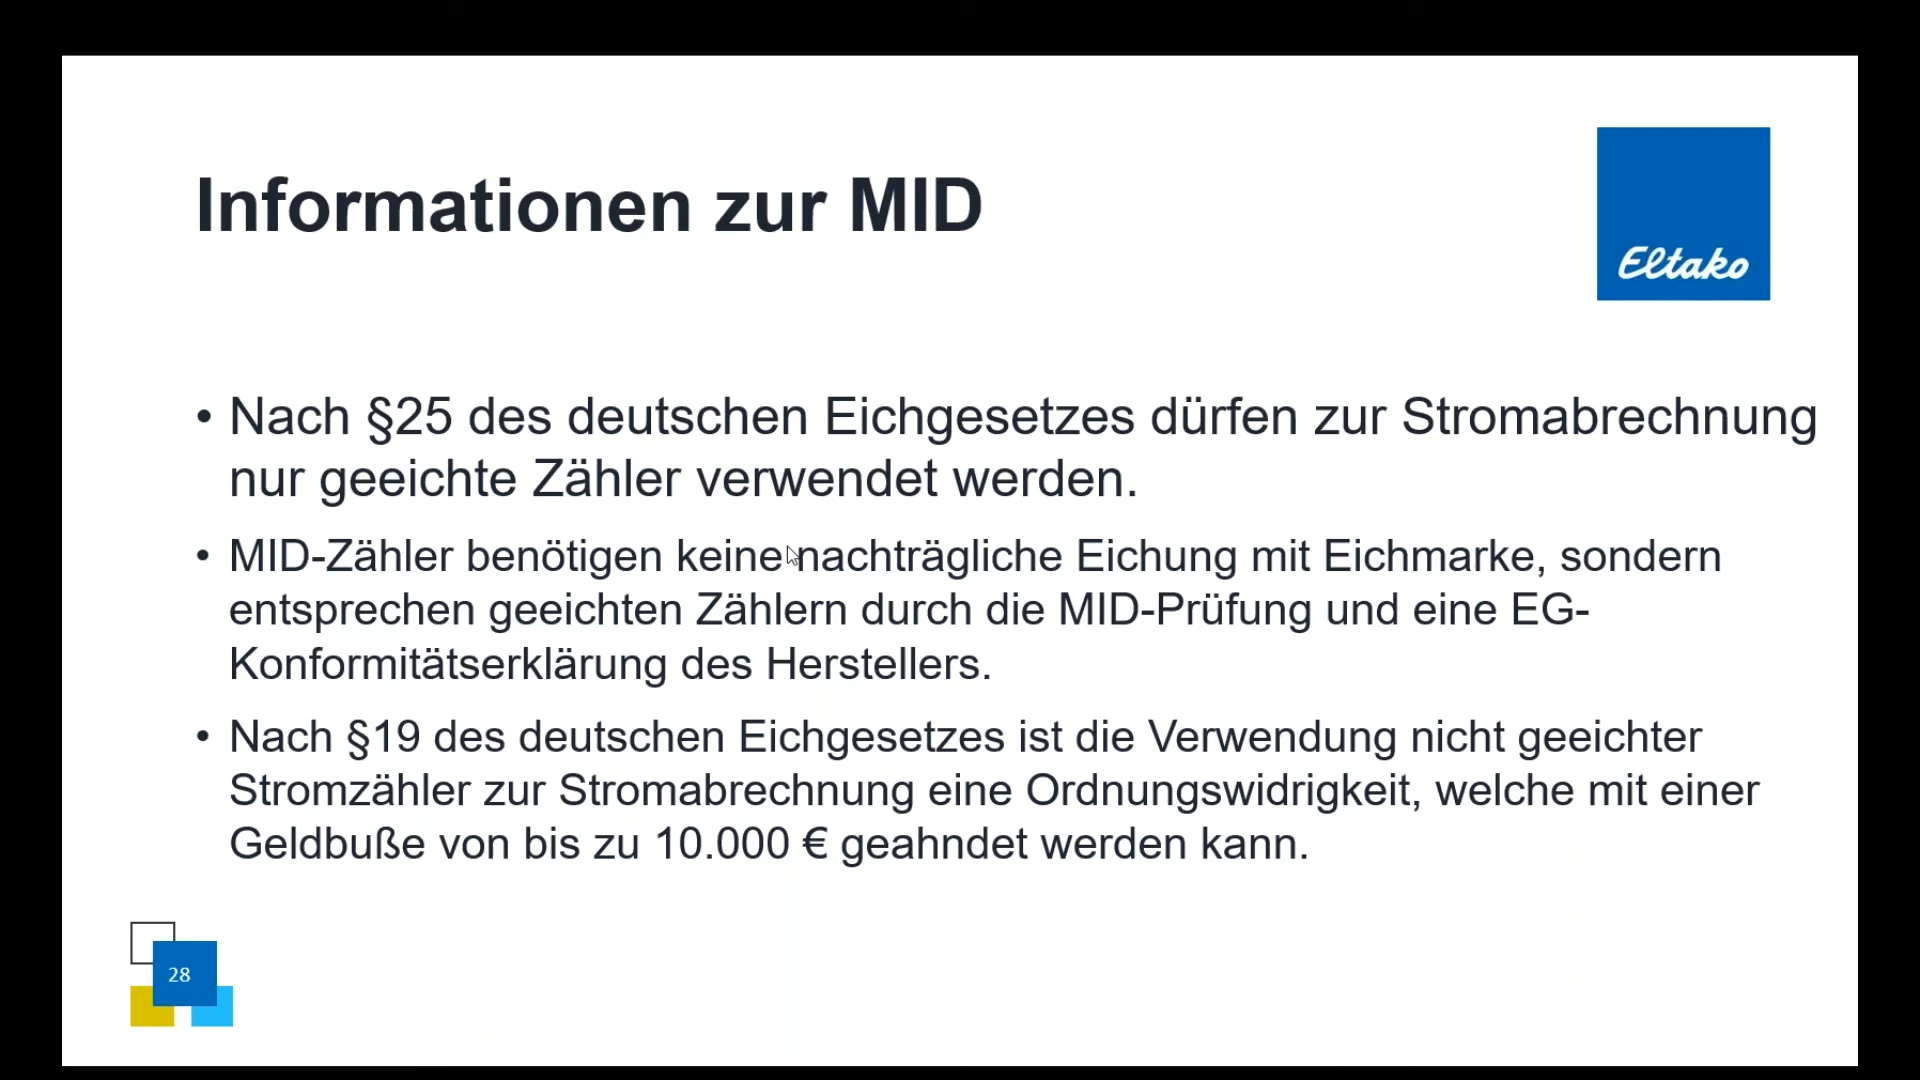 Informationen zur MID
Eltako
• Nach §25 des deutschen Eichgesetzes dürfen zur Stromabrechnung
nur geeichte Zähler verwendet werden.
• MID-Zähler benötigen keine nachträgliche Eichung mit Eichmarke, sondern
entsprechen geeichten Zählern durch die MID-Prüfung und eine EG-
Konformitätserklärung des Herstellers.
• Nach §19 des deutschen Eichgesetzes ist die Verwendung nicht geeichter
Stromzähler zur Stromabrechnung eine Ordnungswidrigkeit, welche mit einer
Geldbuße von bis zu 10.000 € geahndet werden kann.
28